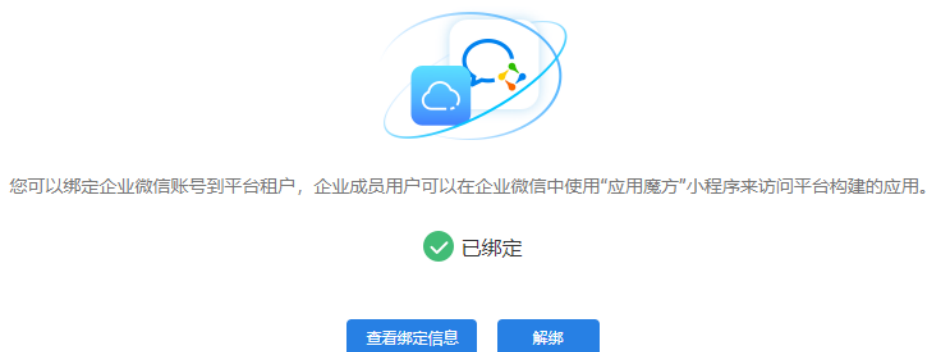 您可以绑定企业微信账号到平台租户，企业成员用户可以在企业微信中使用“应用魔方”小程序来访问平台构建的应用。
已绑定
查看绑定信息 解绑